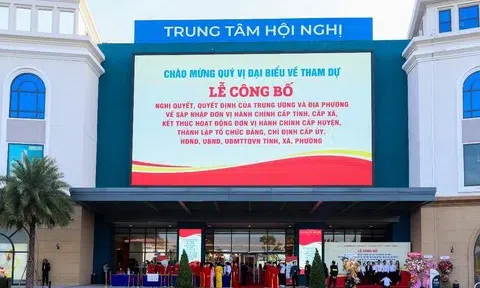 TRUNG TÂM HỘI NGHỊ
CHÀO MỪNG QUÝ VỊ ĐẠI BIỂU VỀ THAM DỰ
LỄ CÔNG BỐ
NGHỊ QUYẾT, QUYẾT ĐỊNH CỦA TRUNG ƯƠNG VÀ ĐỊA PHƯƠNG
VỀ SÁP NHẬP ĐƠN VỊ HÀNH CHÍNH CẤP TỈNH, CẤP XÃ,
KẾT THÚC HOẠT ĐỘNG ĐƠN VỊ HÀNH CHÍNH CẤP HUYỆN,
THÀNH LẬP TỔ CHỨC ĐẢNG, CHỈ ĐỊNH CẤP ỦY,
HĐND, UBND, UBMTTQVN TỈNH, XÃ, PHƯỜNG
LỄ CÔNG BỐ